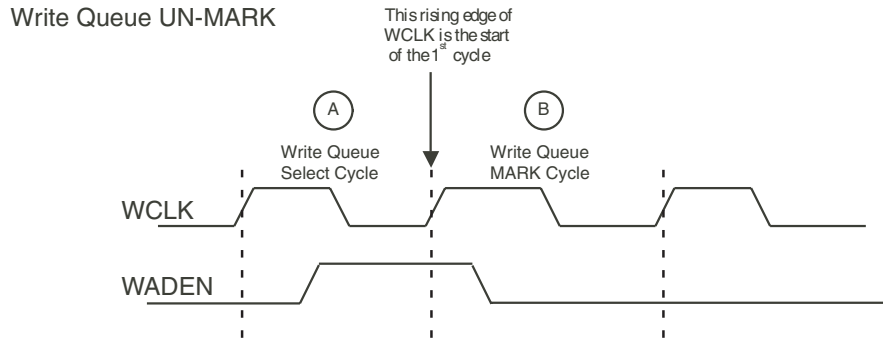 Write Queue UN-MARK
This rising edge of
WCLK is the start
of the 1st cycle
A
B
Write Queue
Select Cycle
Write Queue
MARK Cycle
WCLK
WADEN